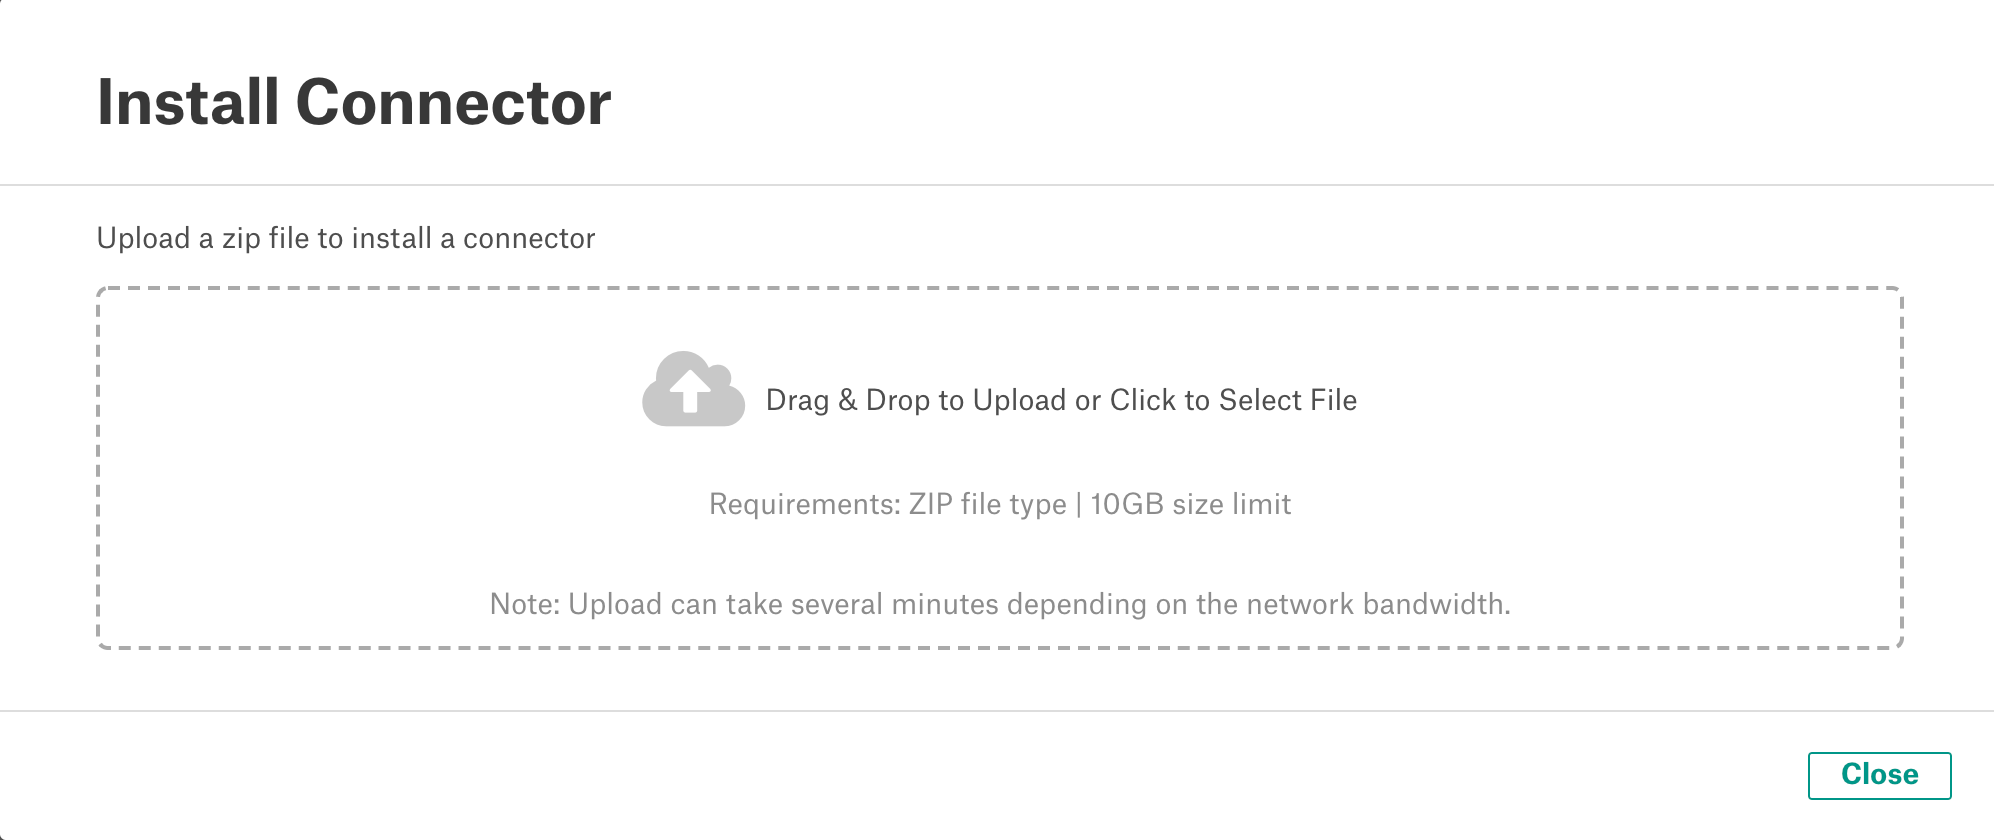 Install Connector
Upload a zip file to install a connector
Drag & Drop to Upload or Click to Select File
Requirements: ZIP file type | 10GB size limit
Note: Upload can take several minutes depending on the network bandwidth.
Close